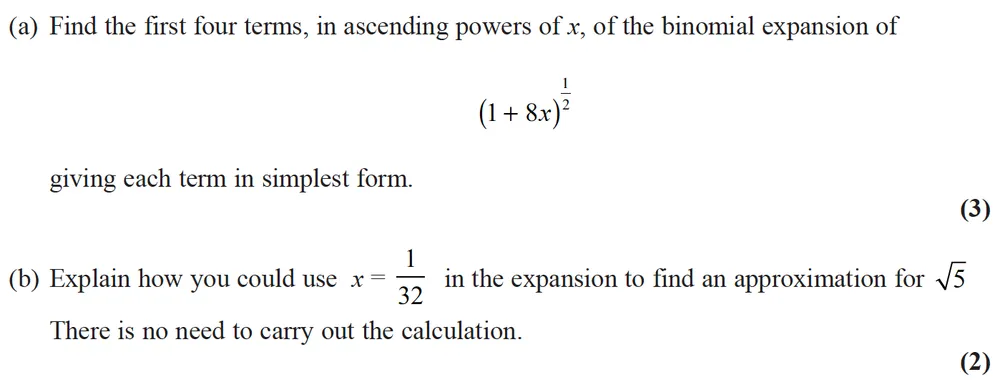 (a) Find the first four terms, in ascending powers of x, of the binomial expansion of
(1 + 8x)^{\frac{1}{2}}
giving each term in simplest form.
(3)
(b) Explain how you could use x = \frac{1}{32} in the expansion to find an approximation for √5
There is no need to carry out the calculation.
(2)